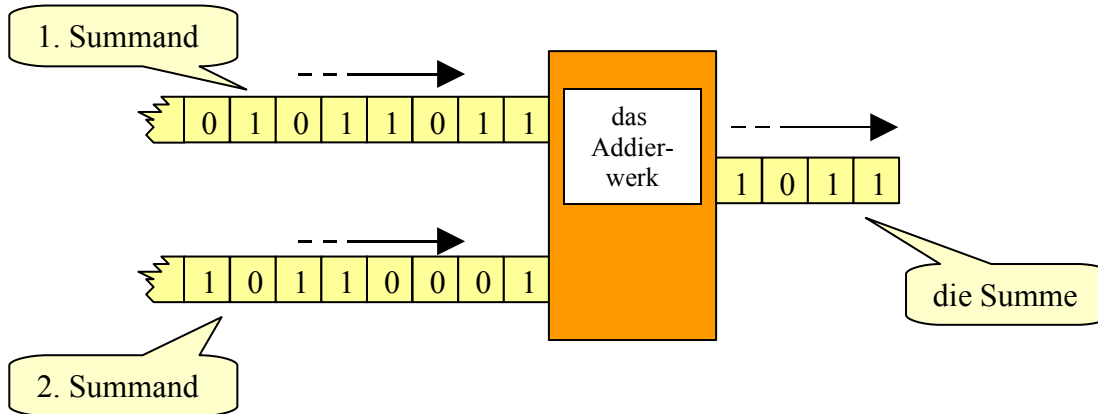 1. Summand
0 1 0 1 1 0 1 1
das
Addier-
werk
1 0 1 1
1 0 1 1 0 0 0 1
die Summe
2. Summand